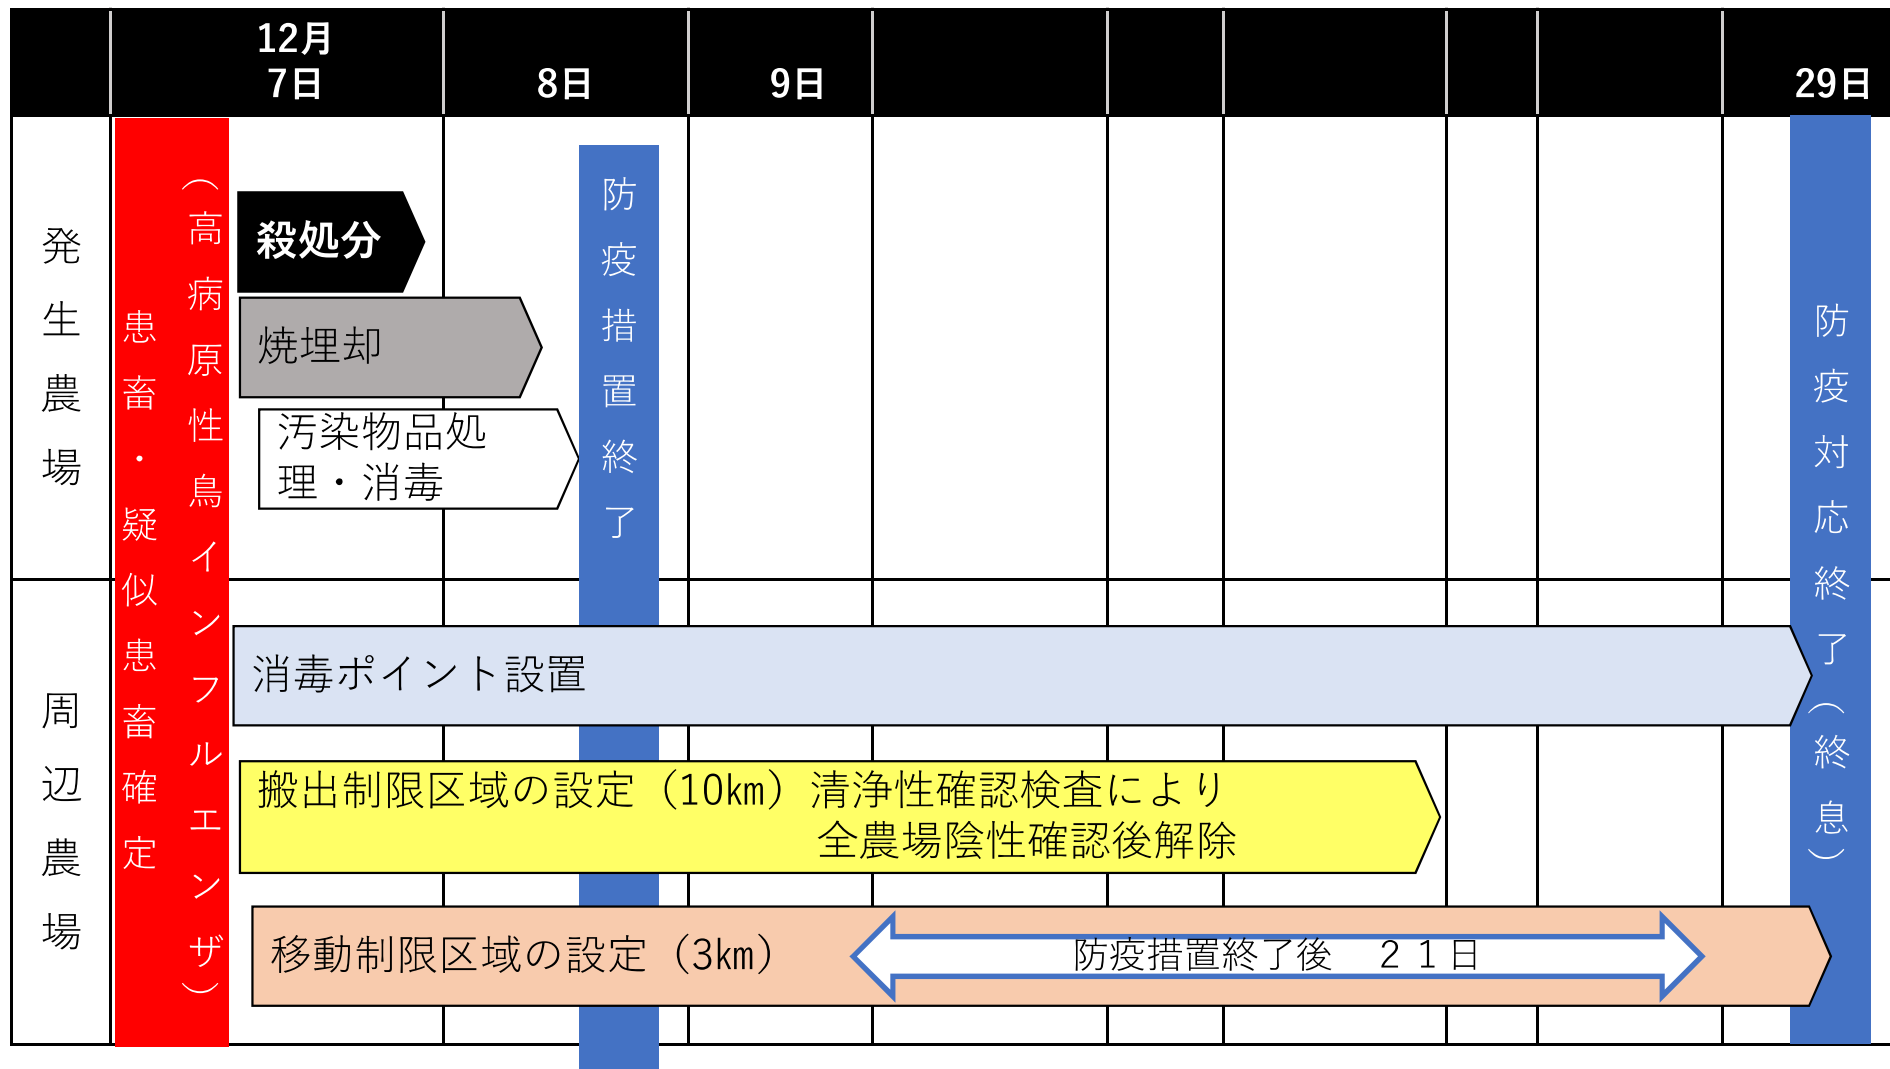 12月
7日
8日
9日
29日
発生農場
患畜・疑似患畜確定
（高病原性鳥インフルエンザ）
殺処分
焼埋却
汚染物品処
理・消毒
防疫措置終了
防疫対応終了（終息）
周辺農場
消毒ポイント設置
搬出制限区域の設定（10km）清浄性確認検査により
全農場陰性確認後解除
移動制限区域の設定（3km）
防疫措置終了後　２１日